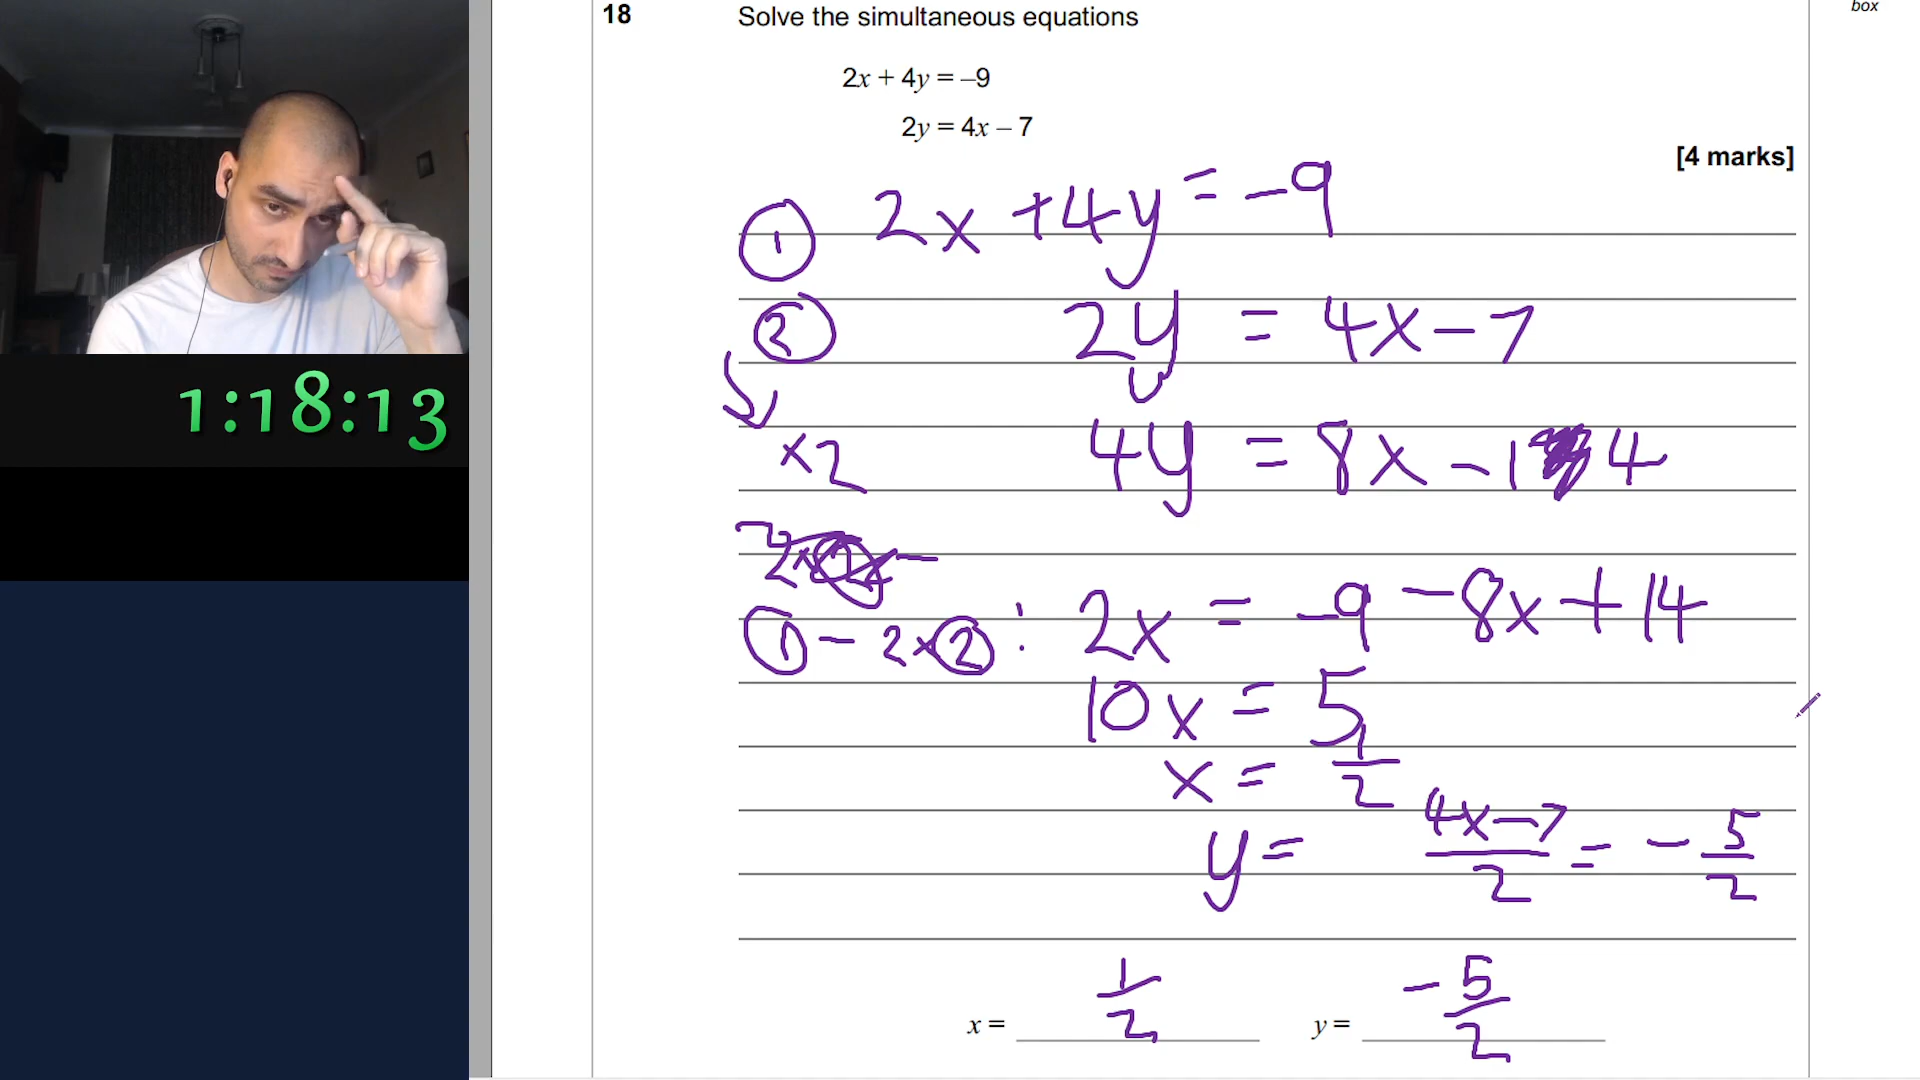 box
18 Solve the simultaneous equations
2x + 4y = –9
2y = 4x – 7
[4 marks]
① 2x + 4y = -9
② 2y = 4x - 7
1:18:13
×2 4y = 8x - 14
① - 2×② : 2x = -9 - 8x + 14
10x = 5
x = 1/2
y = (4x-7)/2 = - 5/2
x = 1/2 y = - 5/2